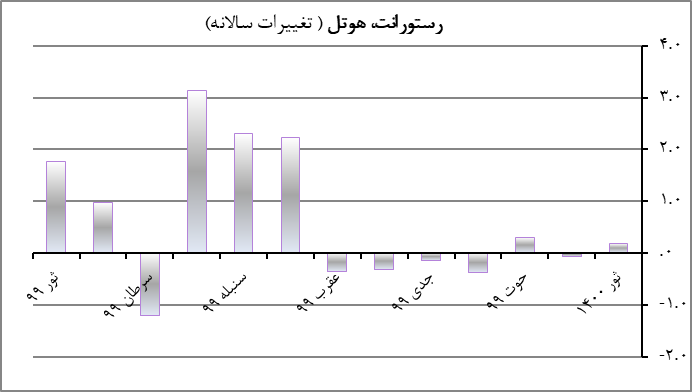 رستورانت، هوتل ( تغییرات سالانه)
۴.۰
۳.۰
۲.۰
۱.۰
.۰
-۱.۰
-۲.۰
ثور ۹۹
سرطان ۹۹
سنبله ۹۹
عقرب ۹۹
جدی ۹۹
حوت ۹۹
ثور ۱۴۰۰